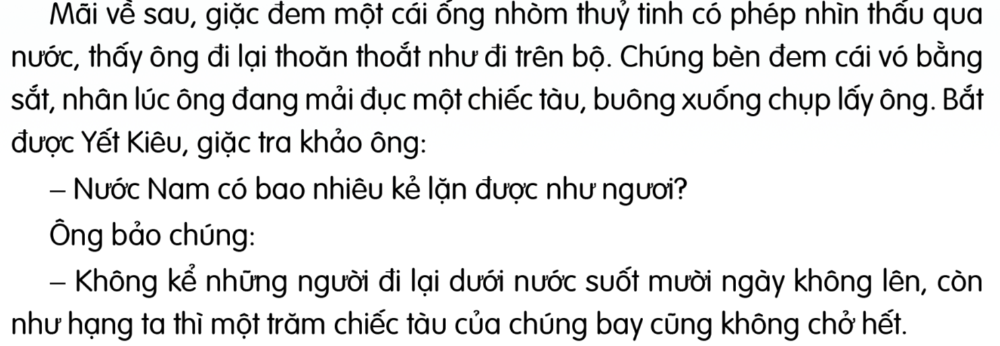 Mãi về sau, giặc đem một cái ống nhòm thuỷ tinh có phép nhìn thấu qua
nước, thấy ông đi lại thoăn thoắt như đi trên bộ. Chúng bèn đem cái vó bằng
sắt, nhân lúc ông đang mải đục một chiếc tàu, buông xuống chụp lấy ông. Bắt
được Yết Kiêu, giặc tra khảo ông:
– Nước Nam có bao nhiêu kẻ lặn được như ngươi?
Ông bảo chúng:
– Không kể những người đi lại dưới nước suốt mười ngày không lên, còn
như hạng ta thì một trăm chiếc tàu của chúng bay cũng không chở hết.